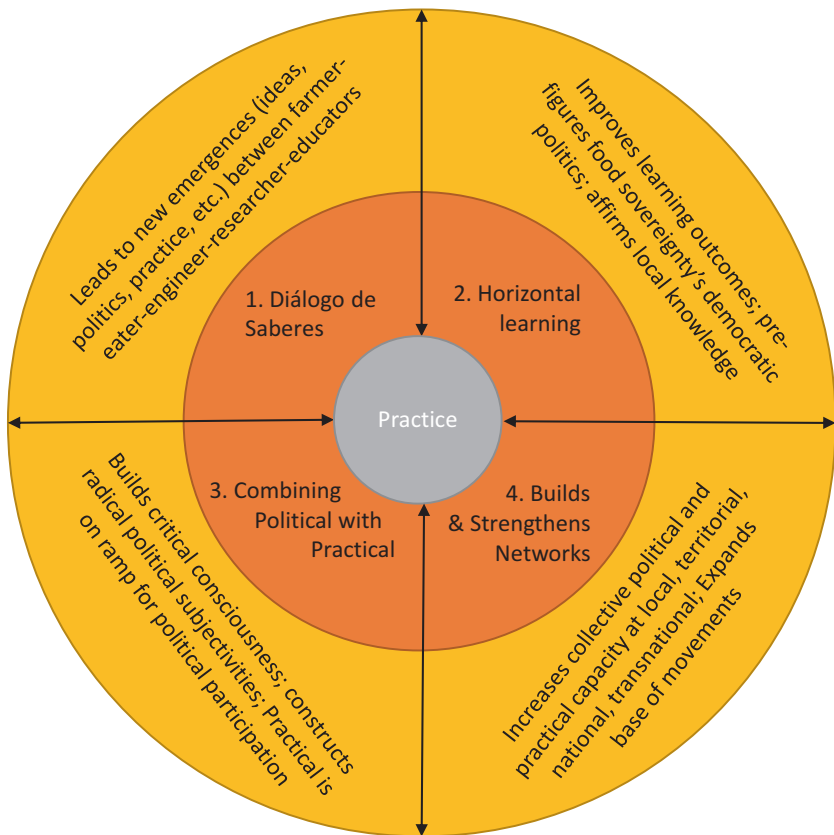 Leads to new emergences (ideas,
politics, practice, etc.) between farmer-
eater-engineer-researcher-educators
Improves learning outcomes; pre-
figures food sovereignty’s democratic
politics; affirms local knowledge
1. Diálogo de
Saberes
2. Horizontal
learning
Practice
3. Combining
Political with
Practical
4. Builds
& Strengthens
Networks
Builds critical consciousness; constructs
radical political subjectivities; Practical is
on ramp for political participation
Increases collective political and
practical capacity at local, territorial,
national, transnational; Expands
base of movements